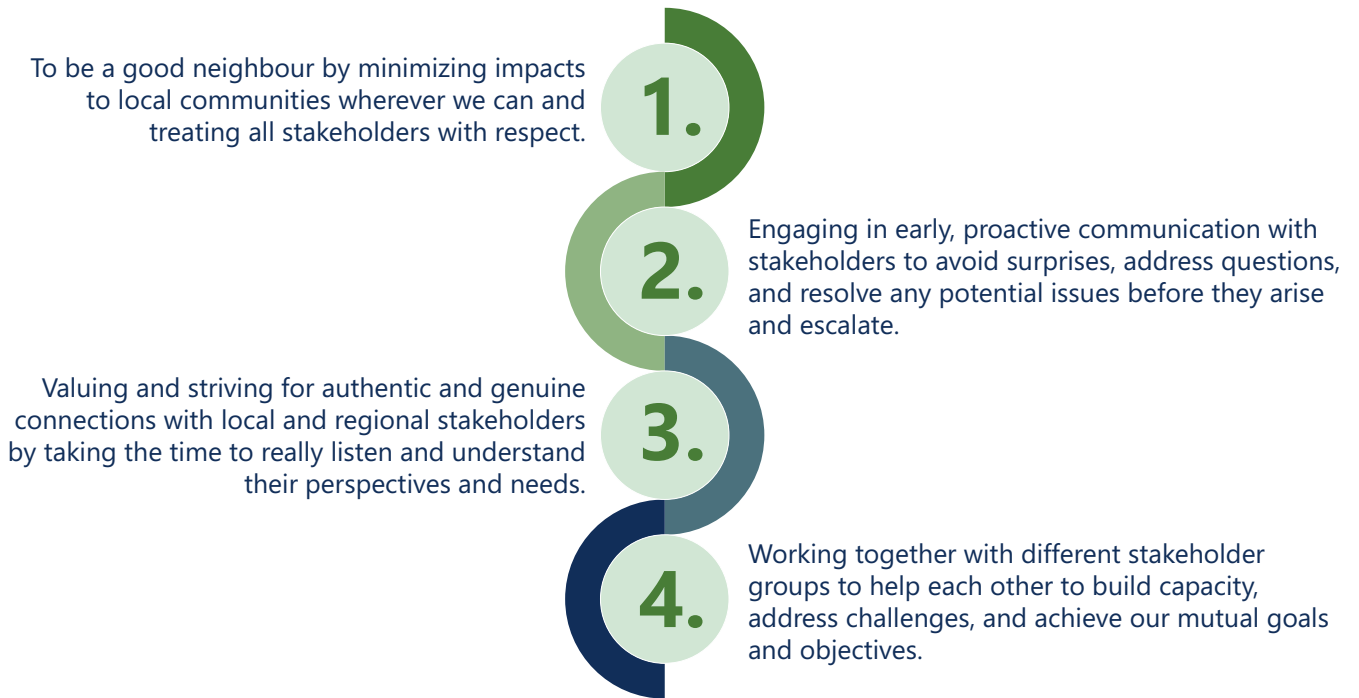 To be a good neighbour by minimizing impacts
to local communities wherever we can and
treating all stakeholders with respect.
1.
2.
Engaging in early, proactive communication with
stakeholders to avoid surprises, address questions,
and resolve any potential issues before they arise
and escalate.
Valuing and striving for authentic and genuine
connections with local and regional stakeholders
by taking the time to really listen and understand
their perspectives and needs.
3.
4.
Working together with different stakeholder
groups to help each other to build capacity,
address challenges, and achieve our mutual goals
and objectives.